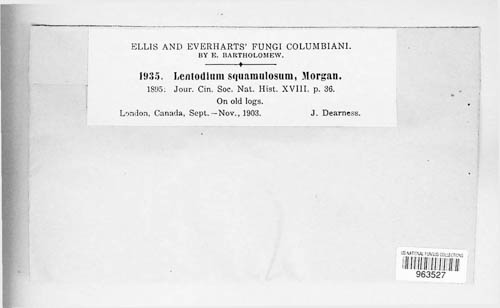 ELLIS AND EVERHARTS' FUNGI COLUMBIANI.
BY E. BARTHOLOMEW.
1935. Lentodium squamulosum, Morgan.
1895: Jour. Cin. Soc. Nat. Hist. XVIII. p. 36.
On old logs.
London, Canada, Sept.—Nov., 1903. J. Dearness.
US NATIONAL FUNGUS COLLECTIONS
963527